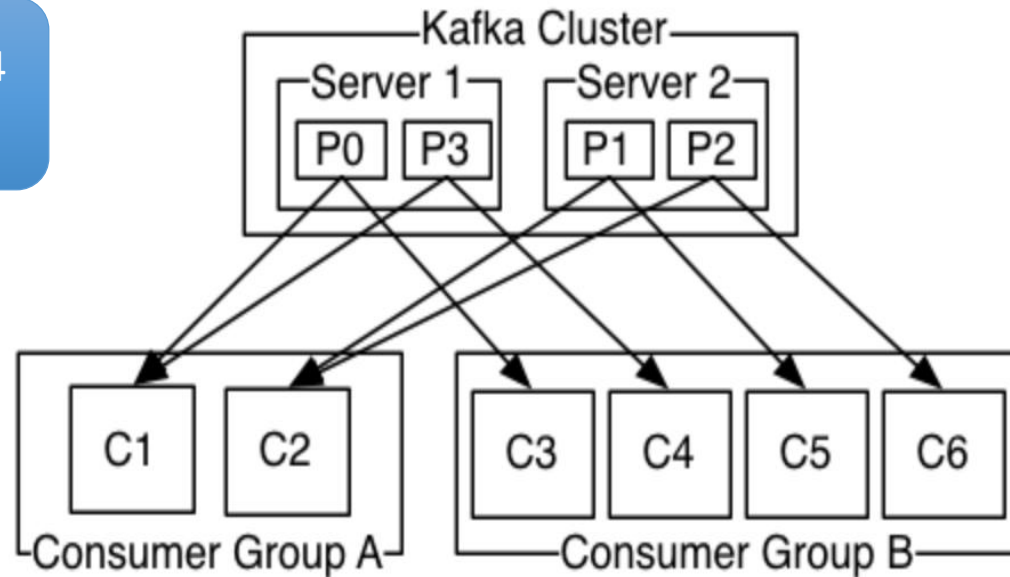 4
Kafka Cluster
Server 1
Server 2
P0
P3
P1
P2
C1
C2
C3
C4
C5
C6
Consumer Group A
Consumer Group B